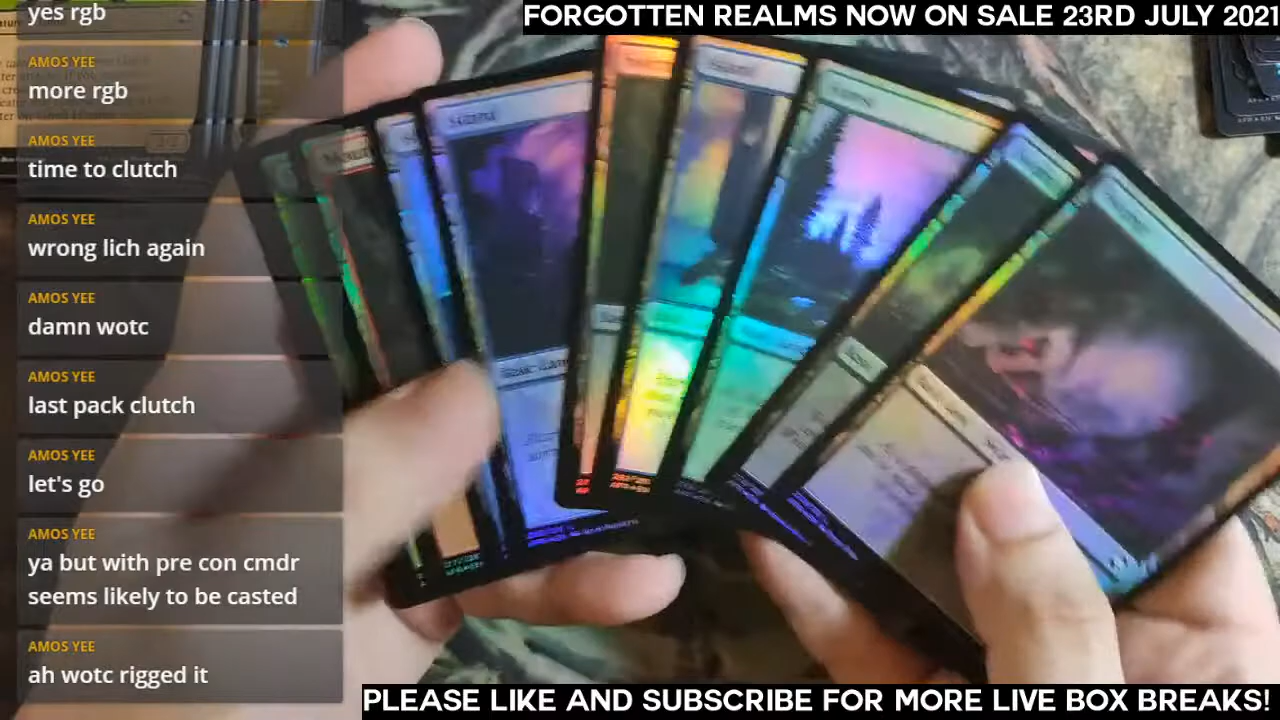 FORGOTTEN REALMS NOW ON SALE 23RD JULY 2021
yes rgb
AMOS YEE
more rgb
AMOS YEE
time to clutch
AMOS YEE
wrong lich again
AMOS YEE
damn wotc
AMOS YEE
last pack clutch
AMOS YEE
let's go
AMOS YEE
ya but with pre con cmdr
seems likely to be casted
AMOS YEE
ah wotc rigged it
PLEASE LIKE AND SUBSCRIBE FOR MORE LIVE BOX BREAKS!